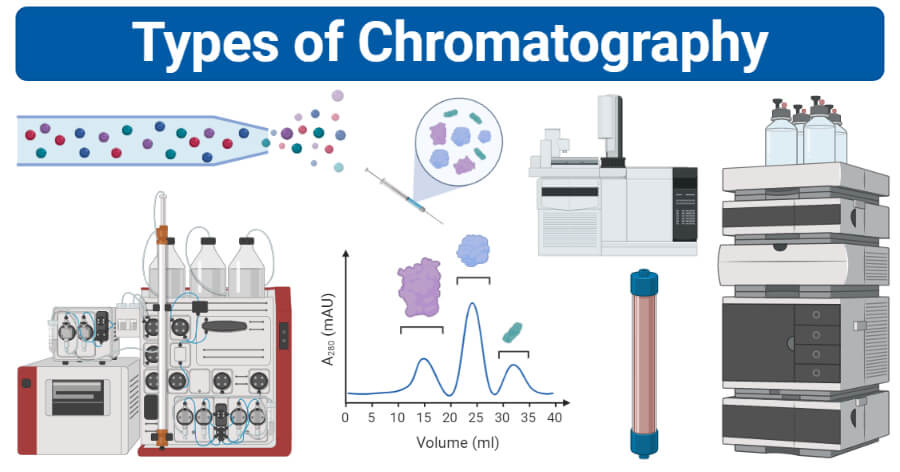 Types of Chromatography
A280 (mAU)
0 5 10 15 20 25 30 35 40
Volume (ml)